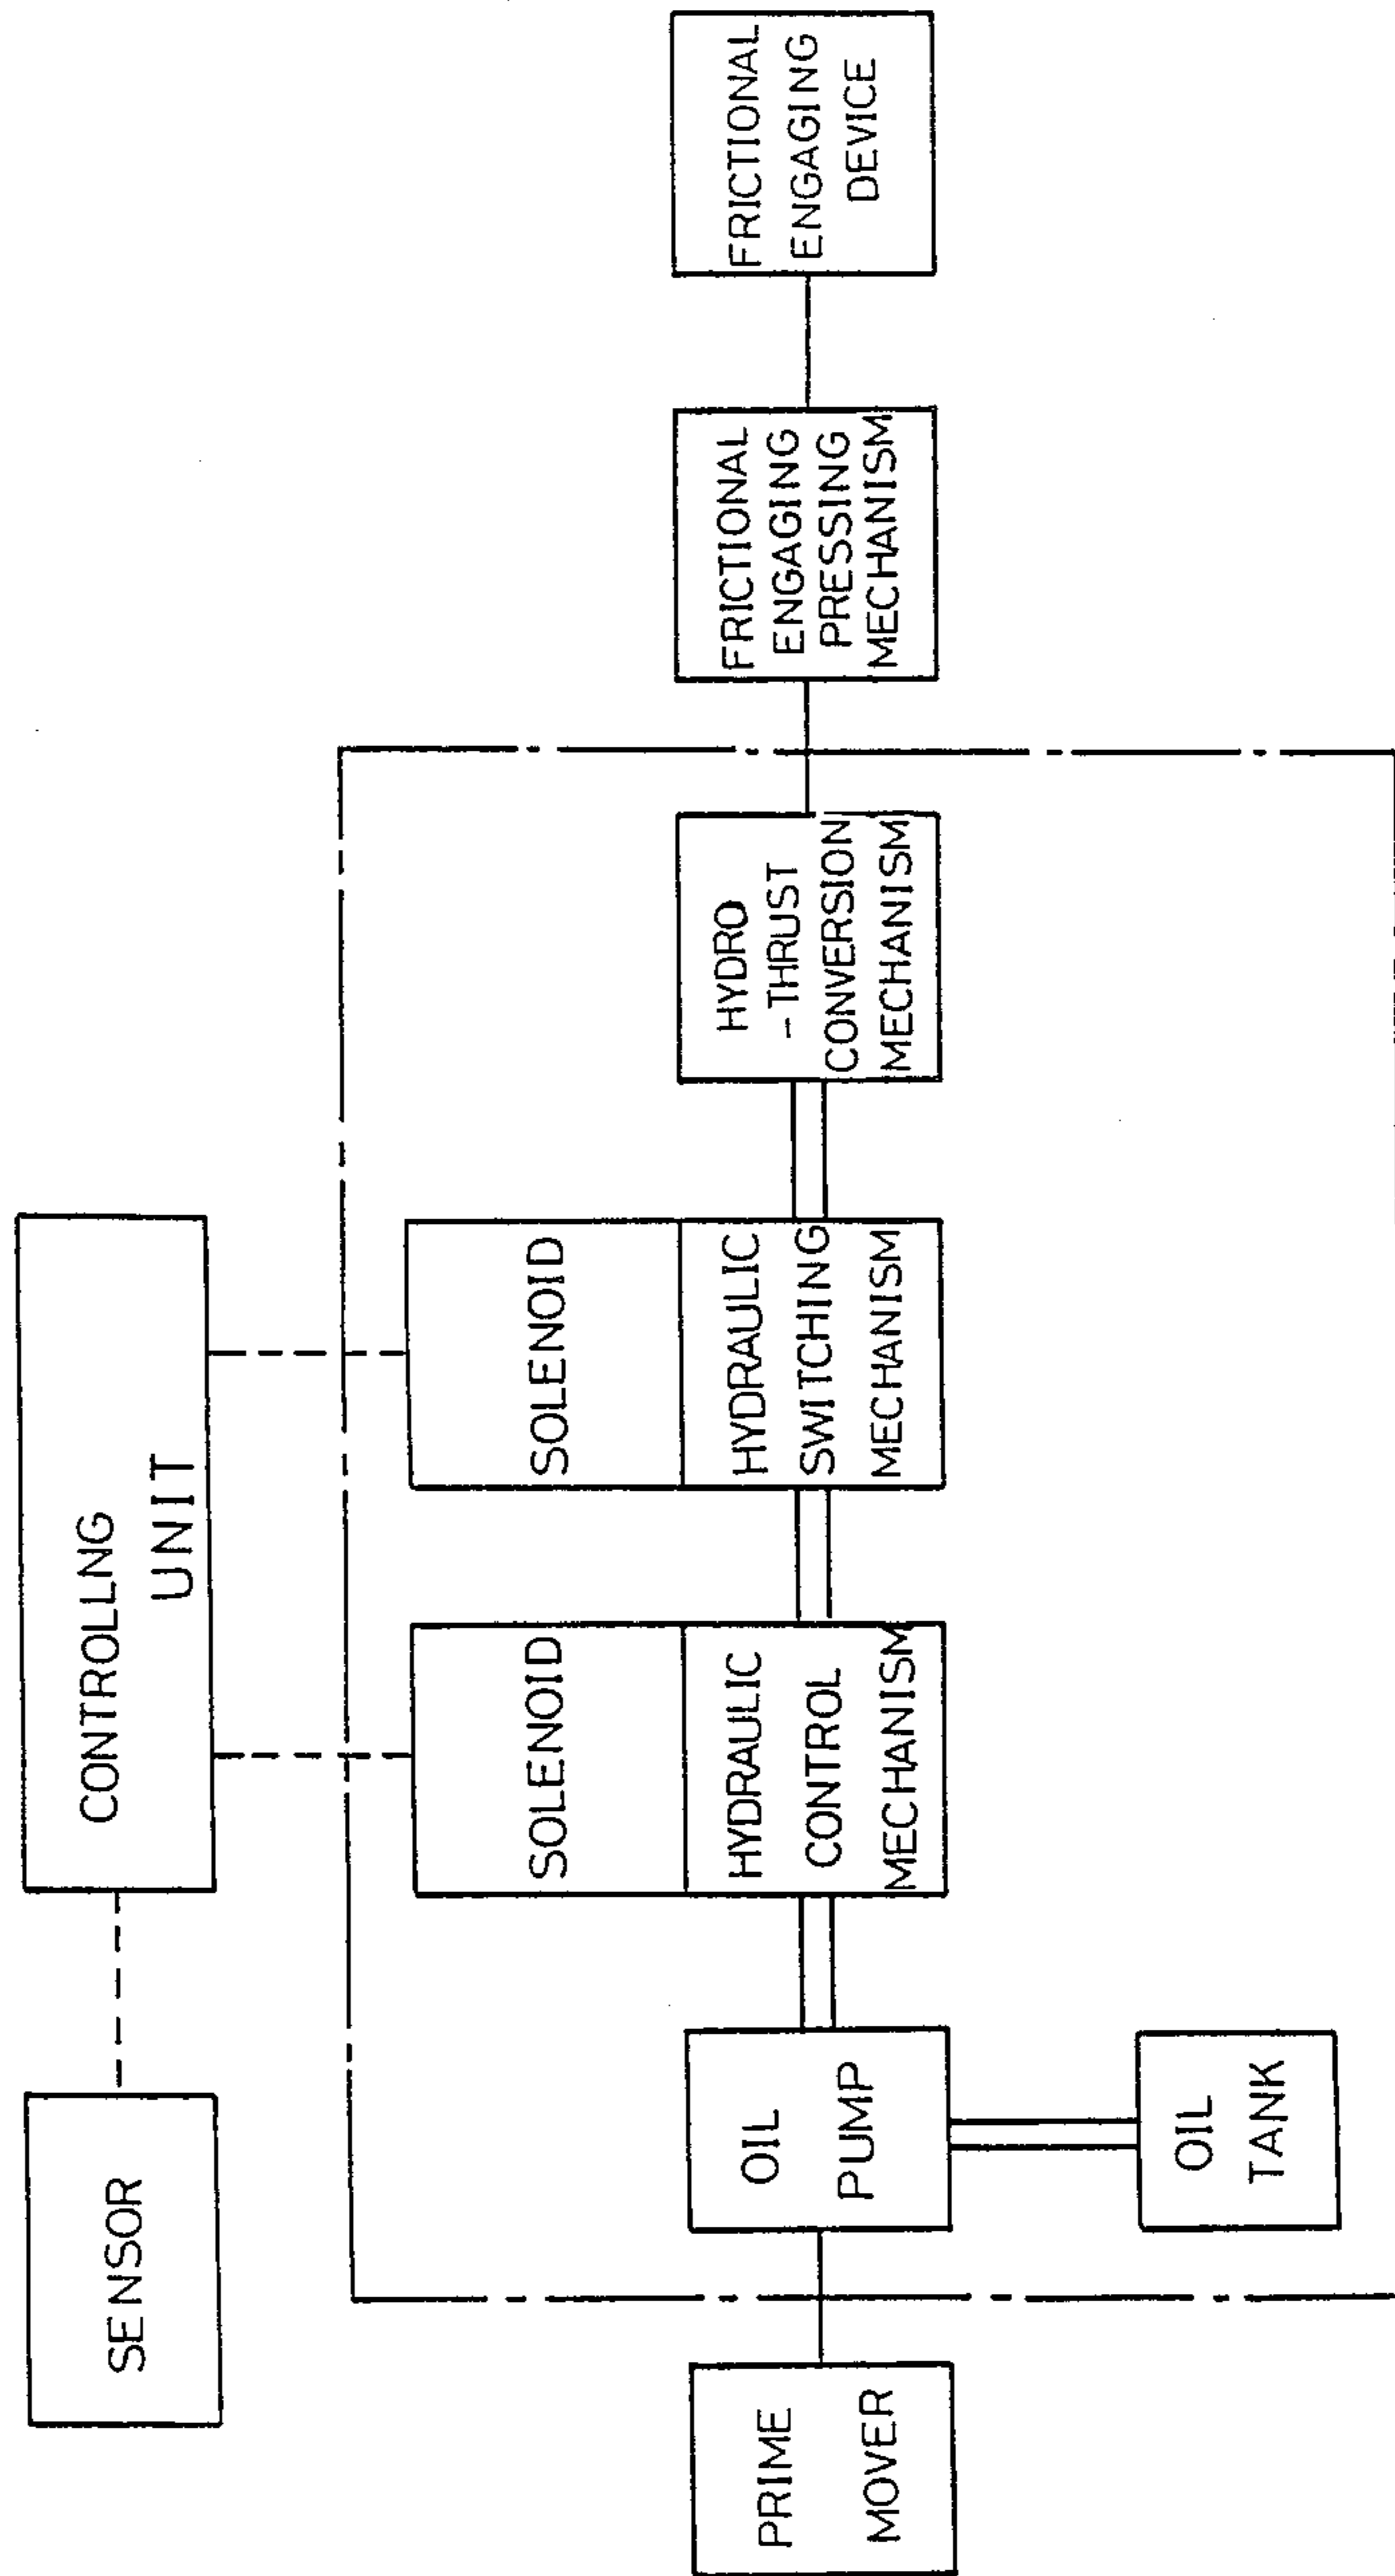 SENSOR
CONTROLLNG
UNIT
SOLENOID
SOLENOID
PRIME
MOVER
OIL
PUMP
HYDRAULIC
CONTROL
MECHANISM
HYDRAULIC
SWITCHING
MECHANISM
HYDRO
-THRUST
CONVERSION
MECHANISM
FRICTIONAL
ENGAGING
PRESSING
MECHANISM
FRICTIONAL
ENGAGING
DEVICE
OIL
TANK